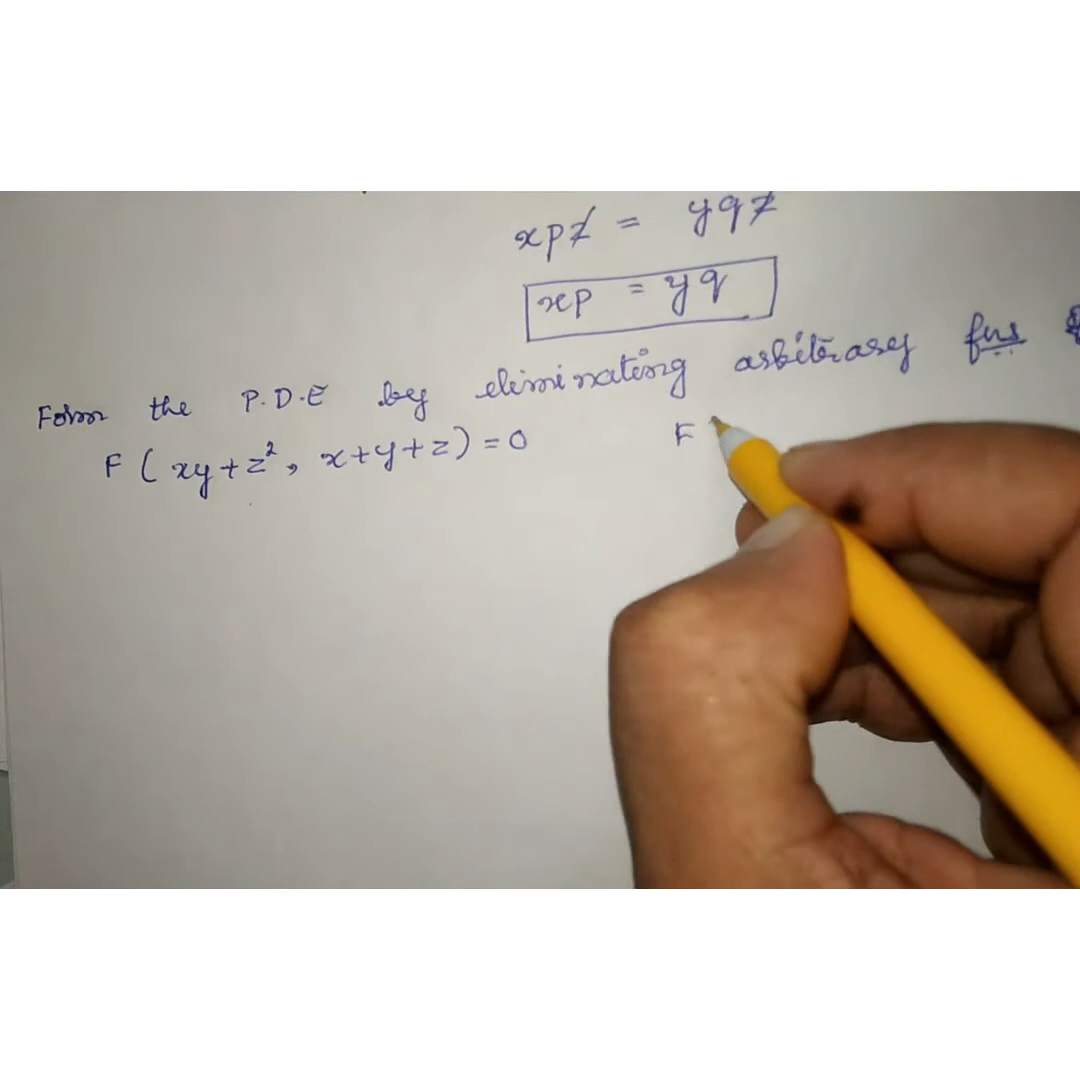 xpz = yqz
xp = yq
Form the P.D.E by eliminating arbitrary fns
F ( xy + z², x + y + z ) = 0 F